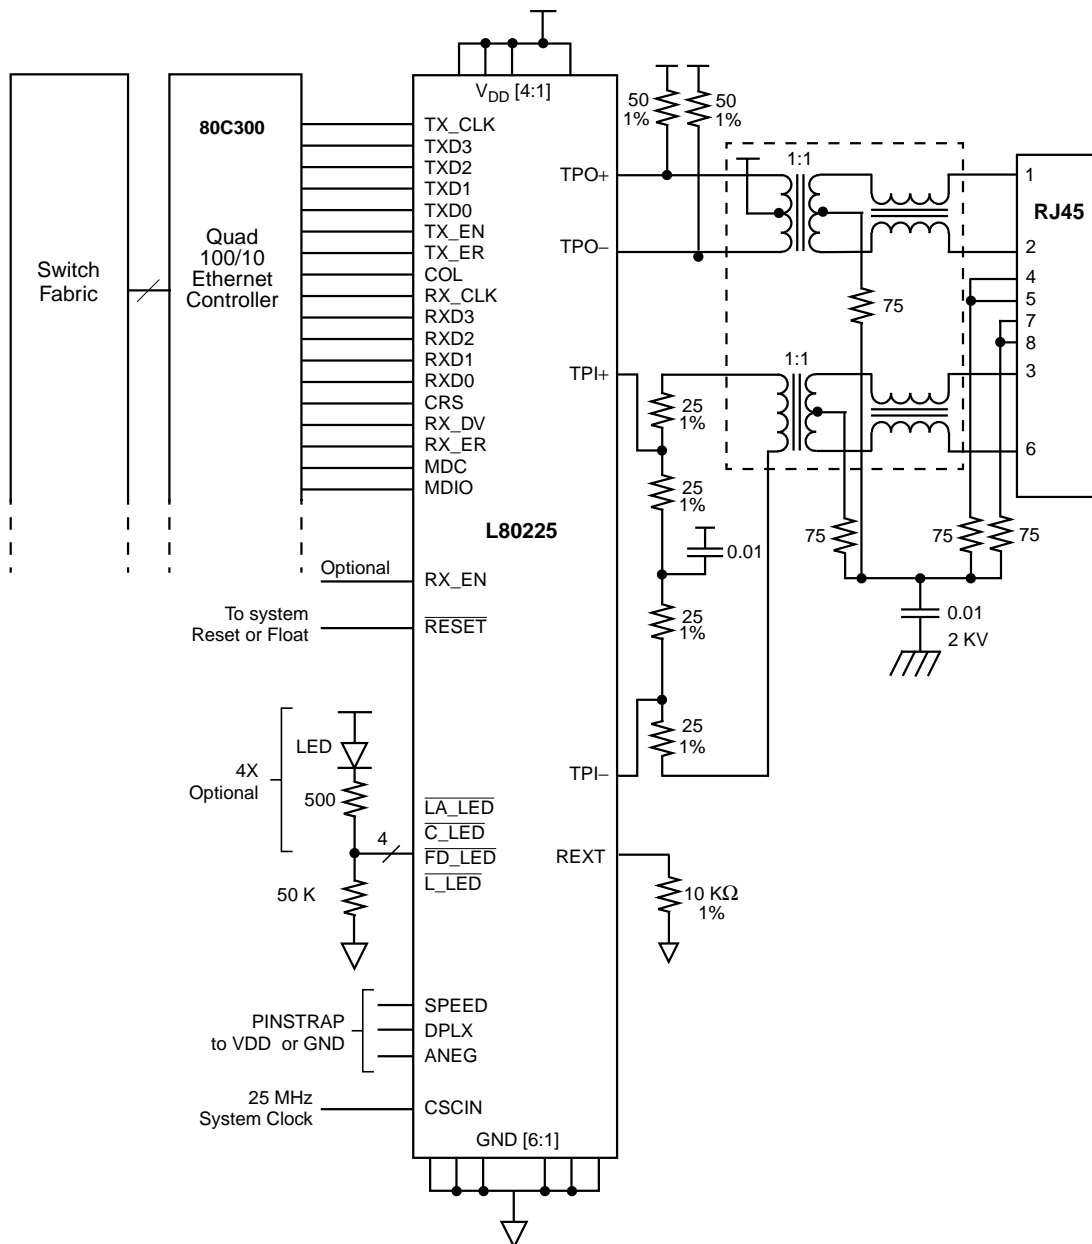 V_DD [4:1]
80C300
TX_CLK
TXD3
TXD2
TXD1
TXD0
TX_EN
TX_ER
COL
RX_CLK
RXD3
RXD2
RXD1
RXD0
CRS
RX_DV
RX_ER
MDC
MDIO
Switch
Fabric
Quad
100/10
Ethernet
Controller
L80225
TPO+
TPO−
TPI+
TPI−
REXT
50
1%
50
1%
1:1
RJ45
1
2
4
5
7
8
3
6
75
1:1
25
1%
25
1%
0.01
25
1%
25
1%
75
75
75
0.01
2 KV
10 KΩ
1%
Optional
RX_EN
To system
Reset or Float
RESET
LED
4X
Optional
500
4
50 K
LA_LED
C_LED
FD_LED
L_LED
PINSTRAP
to VDD or GND
SPEED
DPLX
ANEG
25 MHz
System Clock
CSCIN
GND [6:1]